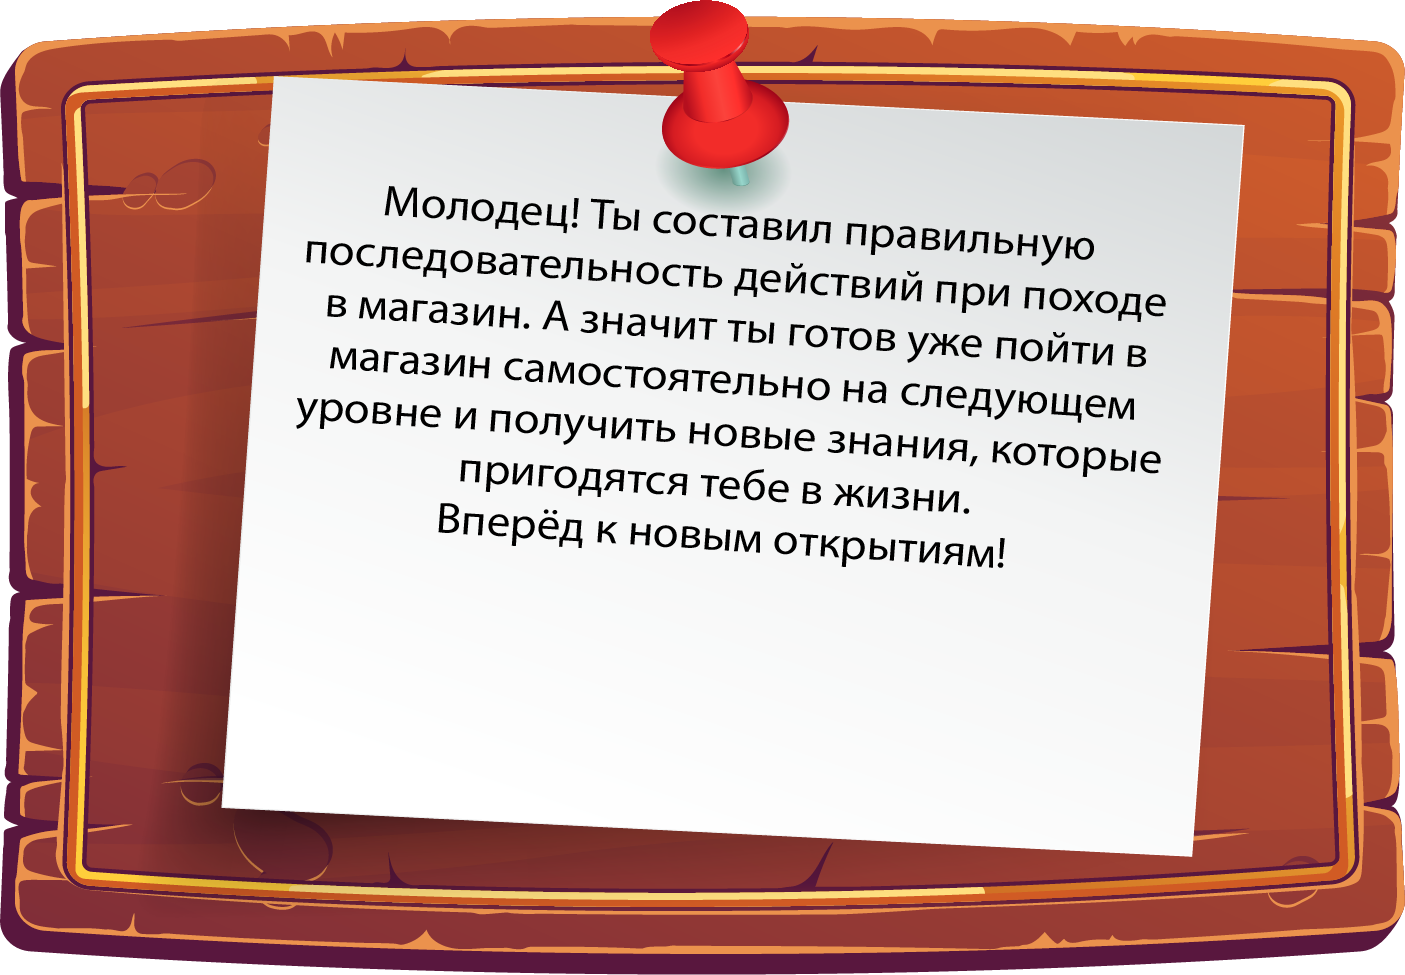 Молодец! Ты составил правильную
последовательность действий при походе
в магазин. А значит ты готов уже пойти в
магазин самостоятельно на следующем
уровне и получить новые знания, которые
пригодятся тебе в жизни.
Вперёд к новым открытиям!